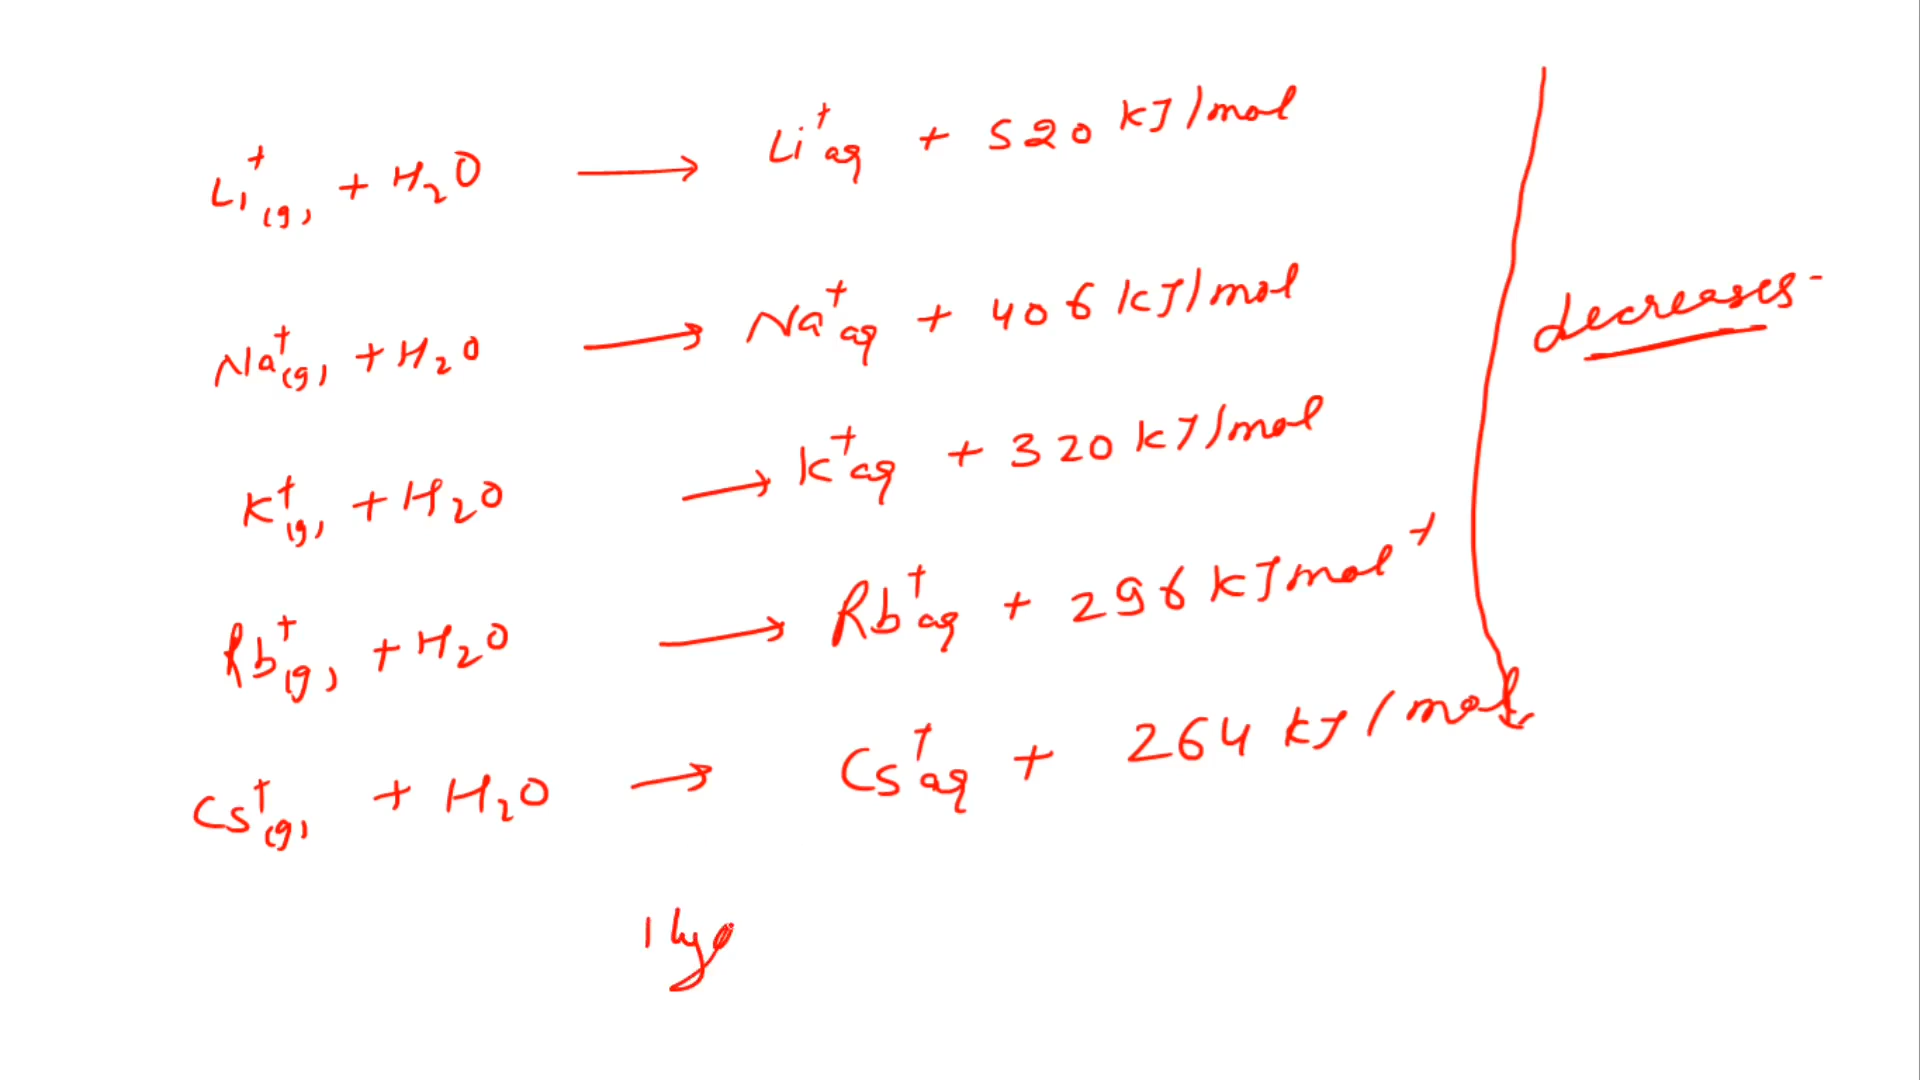 Li⁺(g) + H₂O ⟶ Li⁺aq + 520 kJ/mol
Na⁺(g) + H₂O ⟶ Na⁺aq + 406 kJ/mol
decreases-
K⁺(g) + H₂O ⟶ K⁺aq + 320 kJ/mol
Rb⁺(g) + H₂O ⟶ Rb⁺aq + 296 kJ mol⁺
Cs⁺(g) + H₂O ⟶ Cs⁺aq + 264 kJ/mol